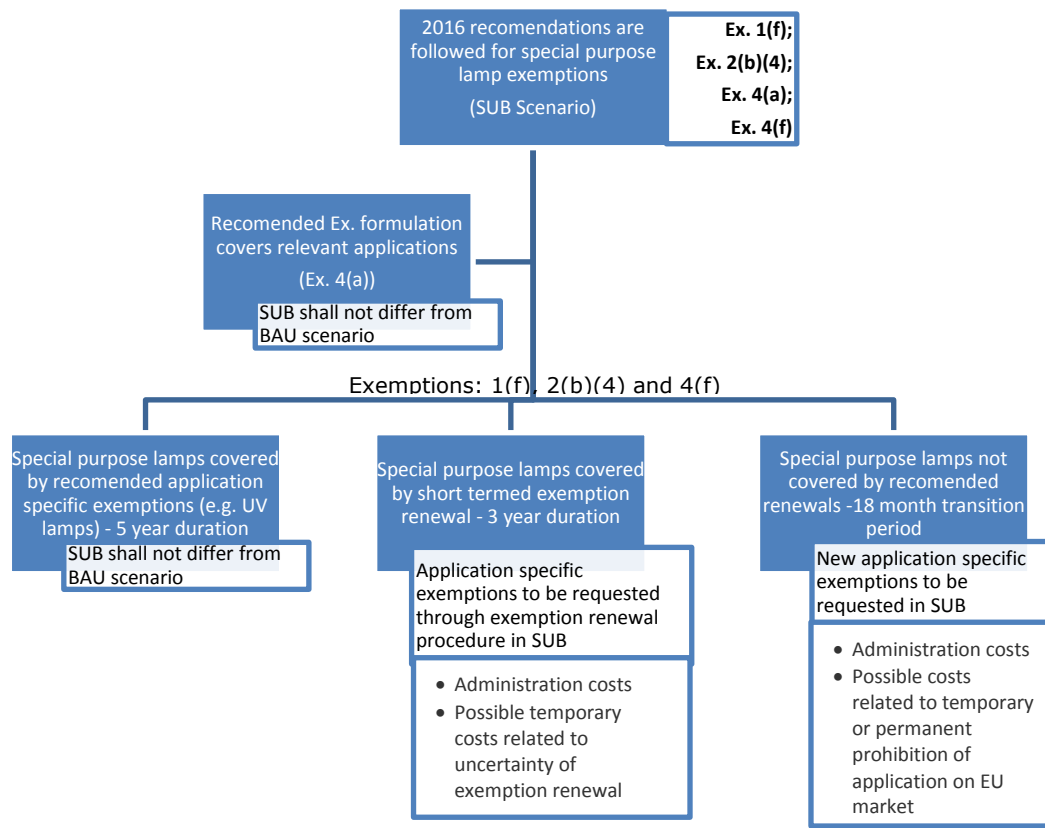 2016 recomendations are
followed for special purpose
lamp exemptions
(SUB Scenario)
Ex. 1(f);
Ex. 2(b)(4);
Ex. 4(a);
Ex. 4(f)
Recomended Ex. formulation
covers relevant applications
(Ex. 4(a))
SUB shall not differ from
BAU scenario
Exemptions: 1(f), 2(b)(4) and 4(f)
Special purpose lamps covered
by recomended application
specific exemptions (e.g. UV
lamps) - 5 year duration
SUB shall not differ from
BAU scenario
Special purpose lamps covered
by short termed exemption
renewal - 3 year duration
Application specific
exemptions to be requested
through exemption renewal
procedure in SUB
• Administration costs
• Possible temporary
costs related to
uncertainty of
exemption renewal
Special purpose lamps not
covered by recomended
renewals -18 month transition
period
New application specific
exemptions to be
requested in SUB
• Administration costs
• Possible costs
related to temporary
or permanent
prohibition of
application on EU
market